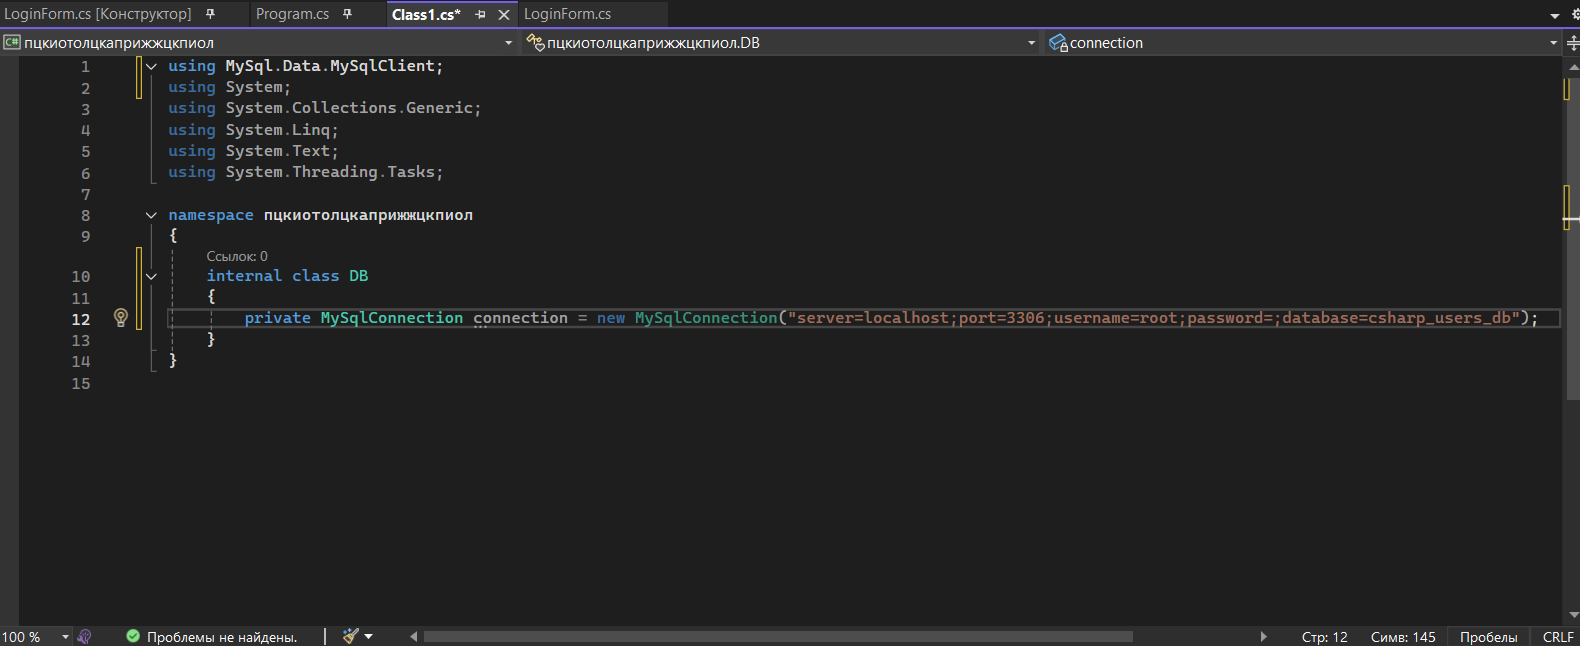 LoginForm.cs [Конструктор] Program.cs Class1.cs* LoginForm.cs
C# пцкиотолцкаприжжцкпиол пцкиотолцкаприжжцкпиол.DB connection
1 using MySql.Data.MySqlClient;
2 using System;
3 using System.Collections.Generic;
4 using System.Linq;
5 using System.Text;
6 using System.Threading.Tasks;
7
8 namespace пцкиотолцкаприжжцкпиол
9 {
Ссылок: 0
10 internal class DB
11 {
12 private MySqlConnection connection = new MySqlConnection("server=localhost;port=3306;username=root;password=;database=csharp_users_db");
13 }
14 }
15
100 % Проблемы не найдены. Стр: 12 Симв: 145 Пробелы CRLF